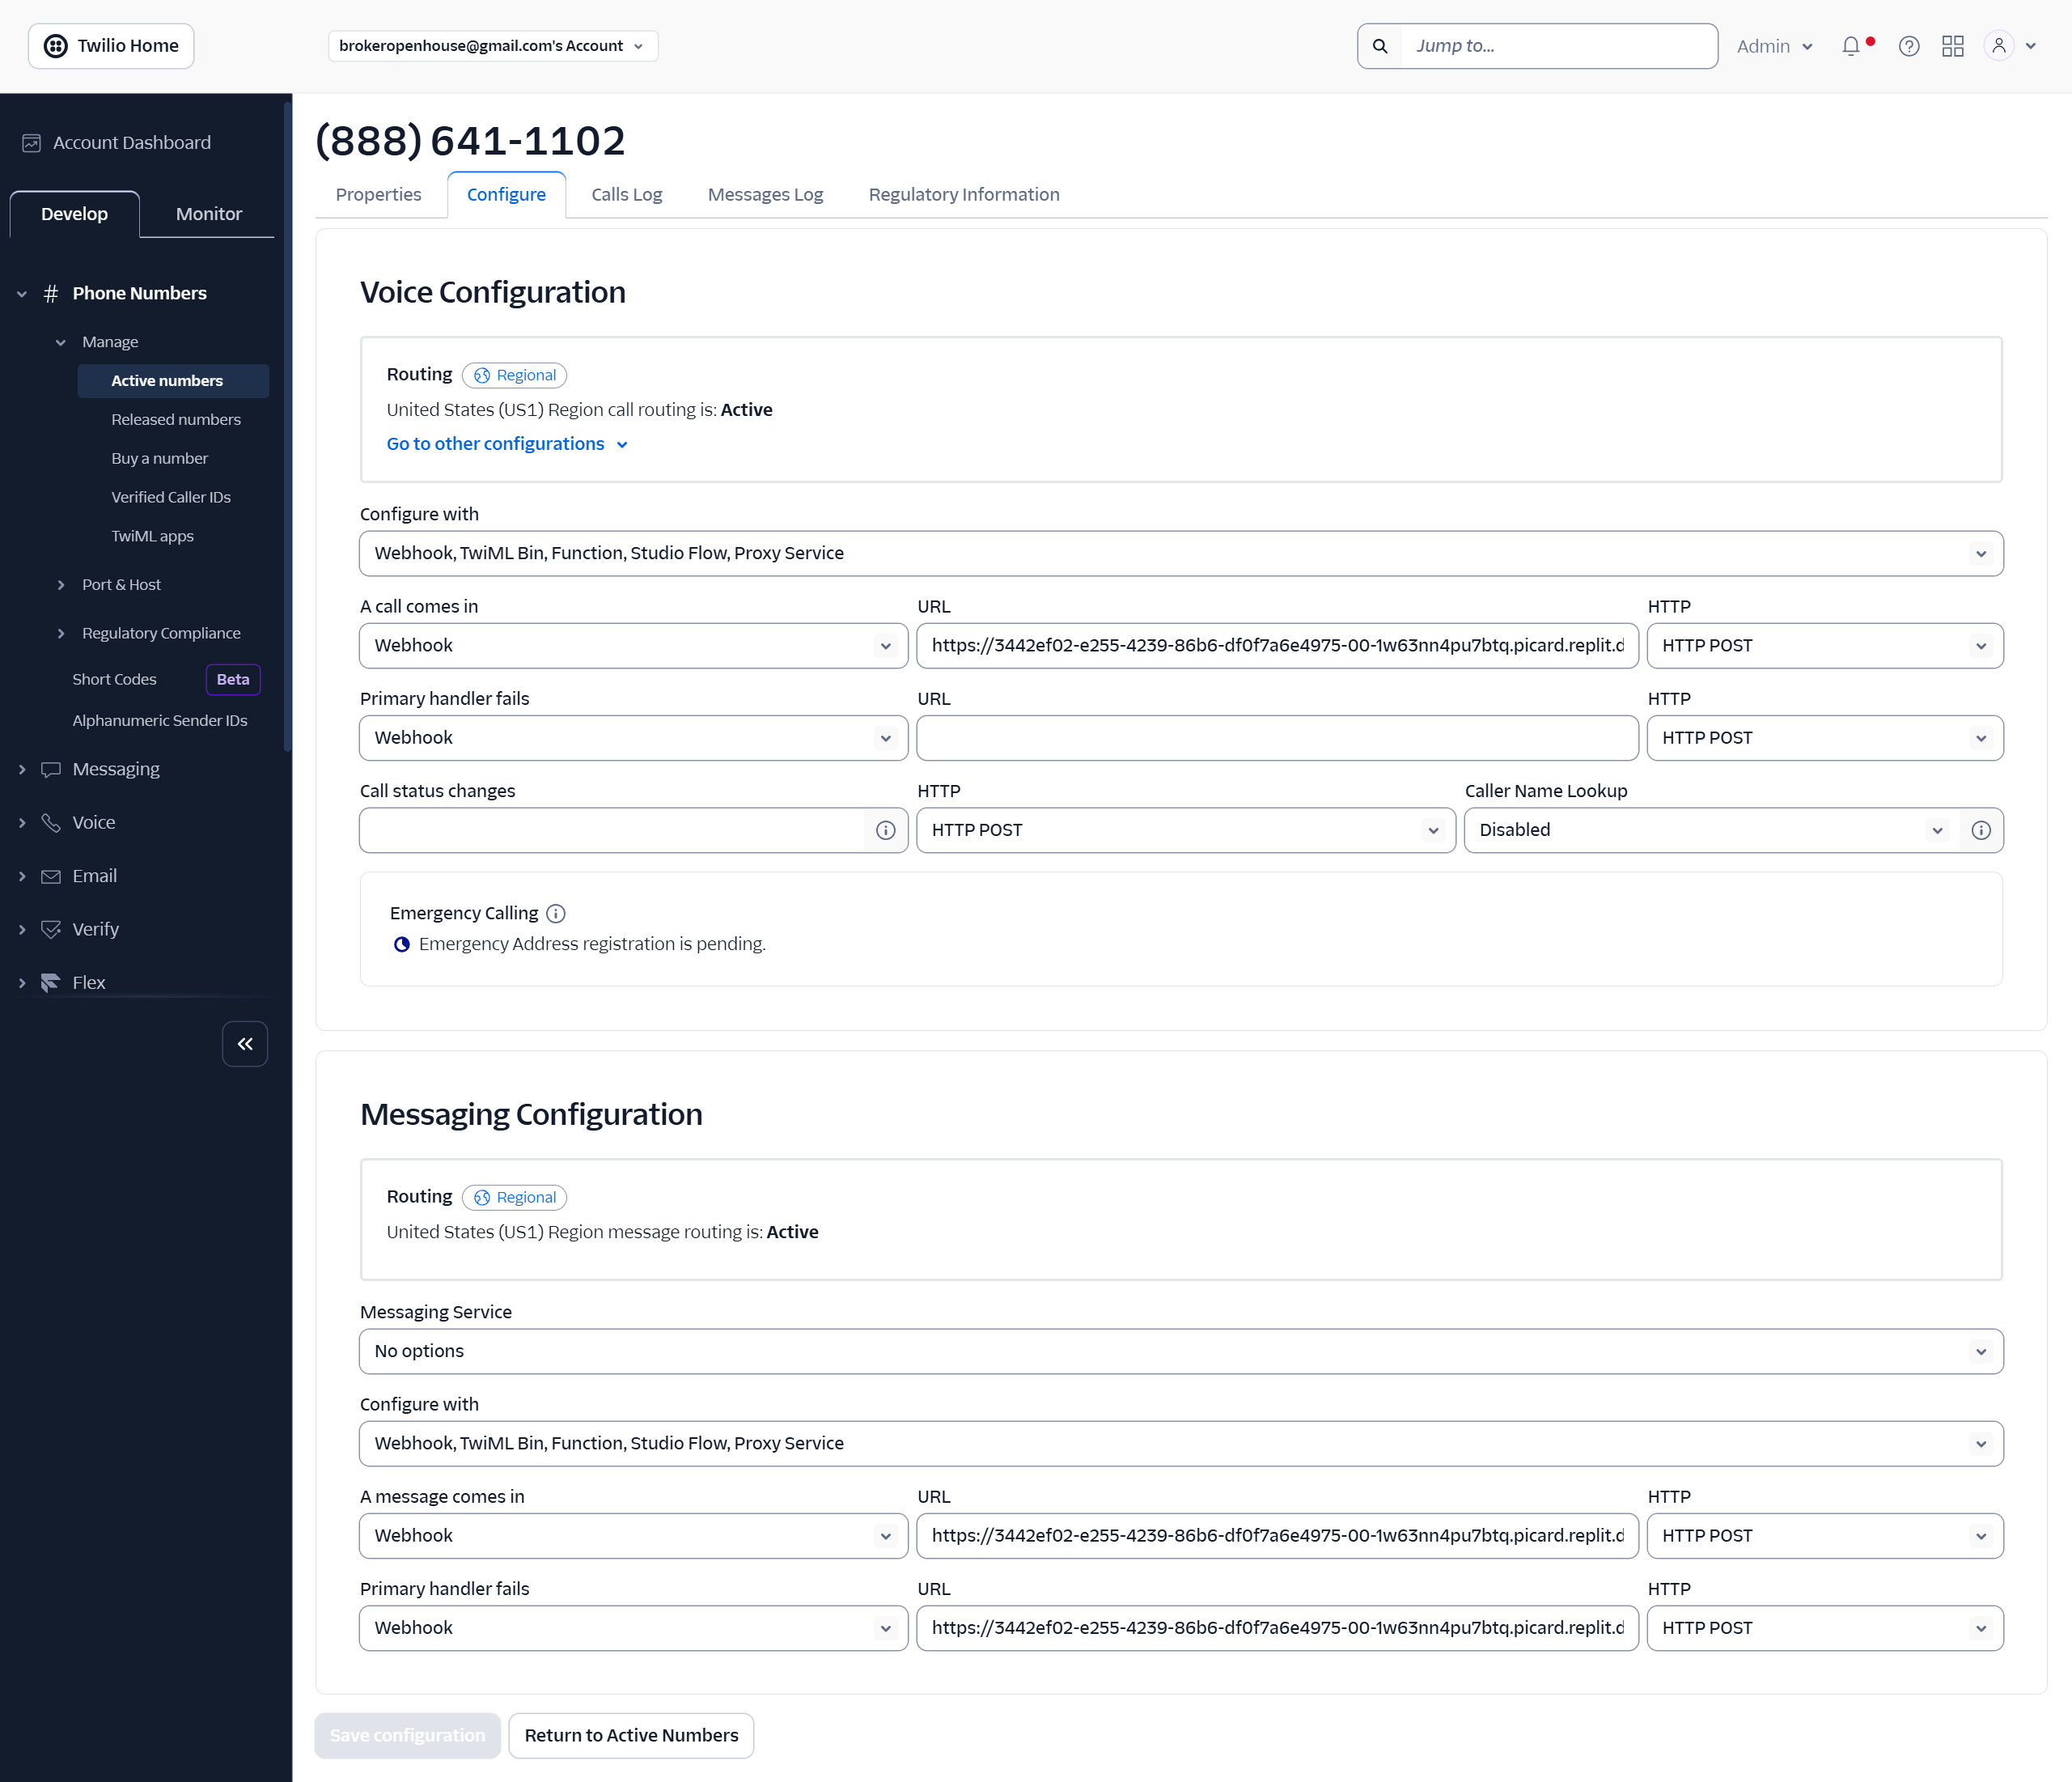 Twilio Home
brokeropenhouse@gmail.com's Account
Jump to...
Admin
Account Dashboard
Develop
Monitor
Phone Numbers
Manage
Active numbers
Released numbers
Buy a number
Verified Caller IDs
TwiML apps
Port & Host
Regulatory Compliance
Short Codes Beta
Alphanumeric Sender IDs
Messaging
Voice
Email
Verify
Flex
(888) 641-1102
Properties Configure Calls Log Messages Log Regulatory Information
Voice Configuration
Routing Regional
United States (US1) Region call routing is: Active
Go to other configurations
Configure with
Webhook, TwiML Bin, Function, Studio Flow, Proxy Service
A call comes in URL HTTP
Webhook https://3442ef02-e255-4239-86b6-df0f7a6e4975-00-1w63nn4pu7btq.picard.replit.d HTTP POST
Primary handler fails URL HTTP
Webhook HTTP POST
Call status changes HTTP Caller Name Lookup
HTTP POST Disabled
Emergency Calling
Emergency Address registration is pending.
Messaging Configuration
Routing Regional
United States (US1) Region message routing is: Active
Messaging Service
No options
Configure with
Webhook, TwiML Bin, Function, Studio Flow, Proxy Service
A message comes in URL HTTP
Webhook https://3442ef02-e255-4239-86b6-df0f7a6e4975-00-1w63nn4pu7btq.picard.replit.d HTTP POST
Primary handler fails URL HTTP
Webhook https://3442ef02-e255-4239-86b6-df0f7a6e4975-00-1w63nn4pu7btq.picard.replit.d HTTP POST
Save configuration Return to Active Numbers